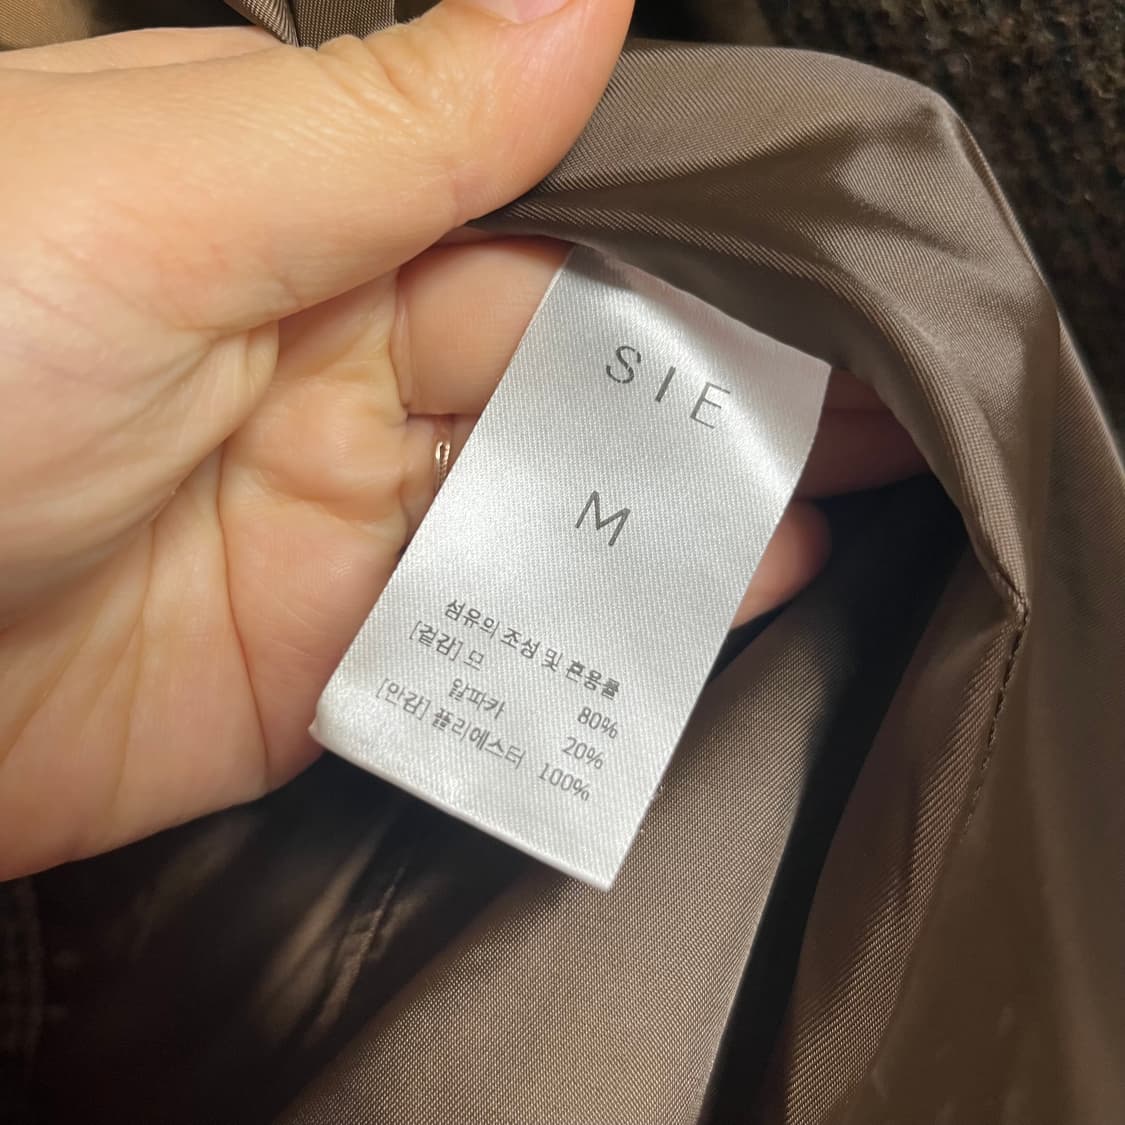 SIE
M
섬유의 조성 및 혼용률
[겉감] 모 80%
알파카 20%
[안감] 폴리에스터 100%